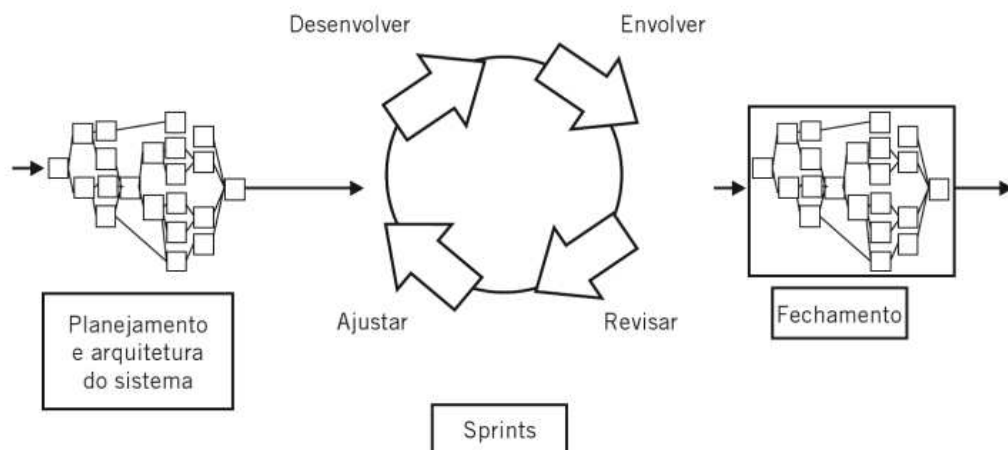 Desenvolver
Envolver
Ajustar
Revisar
Planejamento
e arquitetura
do sistema
Fechamento
Sprints